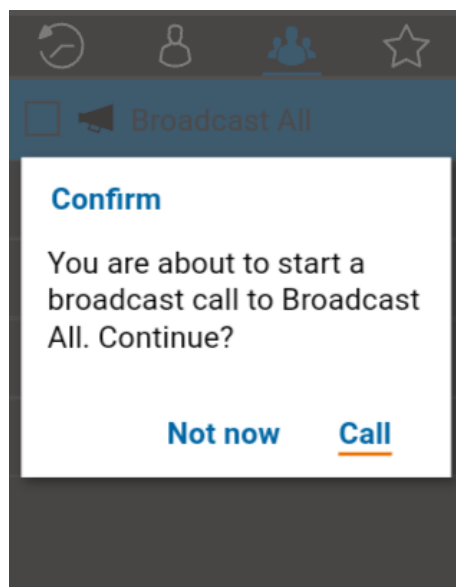 Broadcast All
Confirm
You are about to start a
broadcast call to Broadcast
All. Continue?
Not now Call